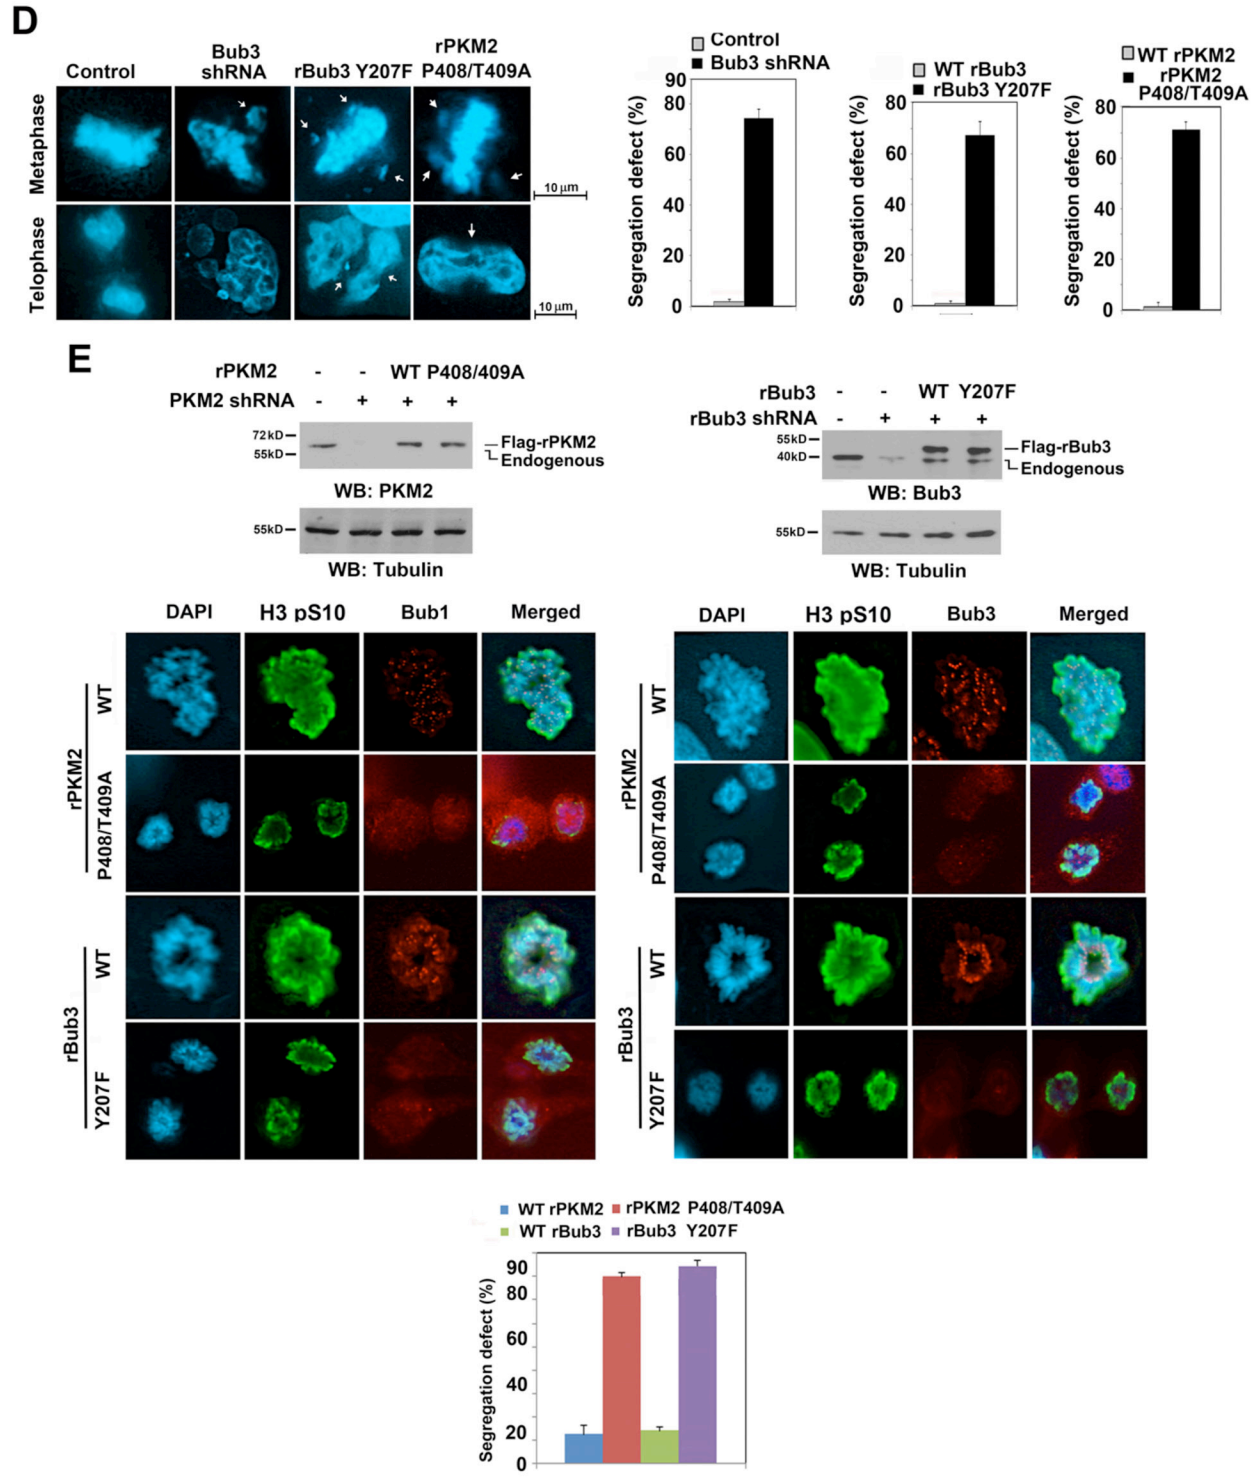 D
Control
Bub3
shRNA
rBub3 Y207F
rPKM2
P408/T409A
Metaphase
Telophase
10 µm
10 µm
Control
Bub3 shRNA
Segregation defect (%)
90
80
60
40
20
0
WT rBub3
rBub3 Y207F
Segregation defect (%)
80
60
40
20
0
WT rPKM2
rPKM2
P408/T409A
Segregation defect (%)
80
60
40
20
0
E
rPKM2 - - WT P408/409A
PKM2 shRNA - + + +
72kD
55kD
Flag-rPKM2
Endogenous
WB: PKM2
55kD
WB: Tubulin
rBub3 - - WT Y207F
rBub3 shRNA - + + +
55kD
40kD
Flag-rBub3
Endogenous
WB: Bub3
55kD
WB: Tubulin
DAPI H3 pS10 Bub1 Merged
rPKM2
WT
P408/T409A
rBub3
WT
Y207F
DAPI H3 pS10 Bub3 Merged
rPKM2
WT
P408/T409A
rBub3
WT
Y207F
WT rPKM2 rPKM2 P408/T409A
WT rBub3 rBub3 Y207F
Segregation defect (%)
90
80
60
40
20
0